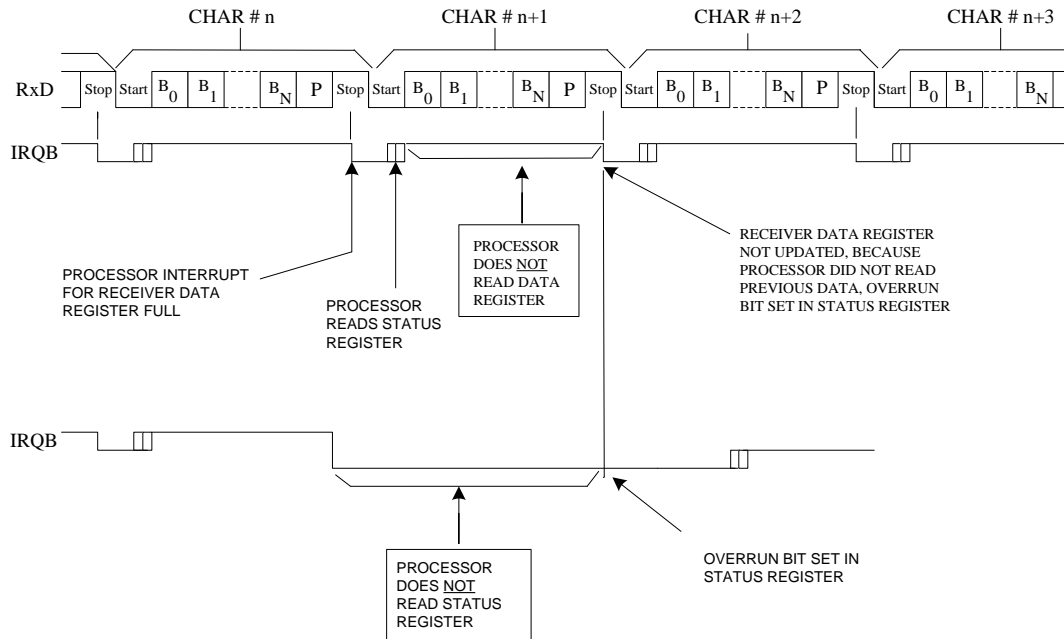 CHAR # n CHAR # n+1 CHAR # n+2 CHAR # n+3
RxD Stop Start B0 B1 BN P Stop Start B0 B1 BN P Stop Start B0 B1 BN P Stop Start B0 B1 BN
IRQB
PROCESSOR INTERRUPT
FOR RECEIVER DATA
REGISTER FULL
PROCESSOR
READS STATUS
REGISTER
PROCESSOR
DOES NOT
READ DATA
REGISTER
RECEIVER DATA REGISTER
NOT UPDATED, BECAUSE
PROCESSOR DID NOT READ
PREVIOUS DATA, OVERRUN
BIT SET IN STATUS REGISTER
IRQB
PROCESSOR
DOES NOT
READ STATUS
REGISTER
OVERRUN BIT SET IN
STATUS REGISTER